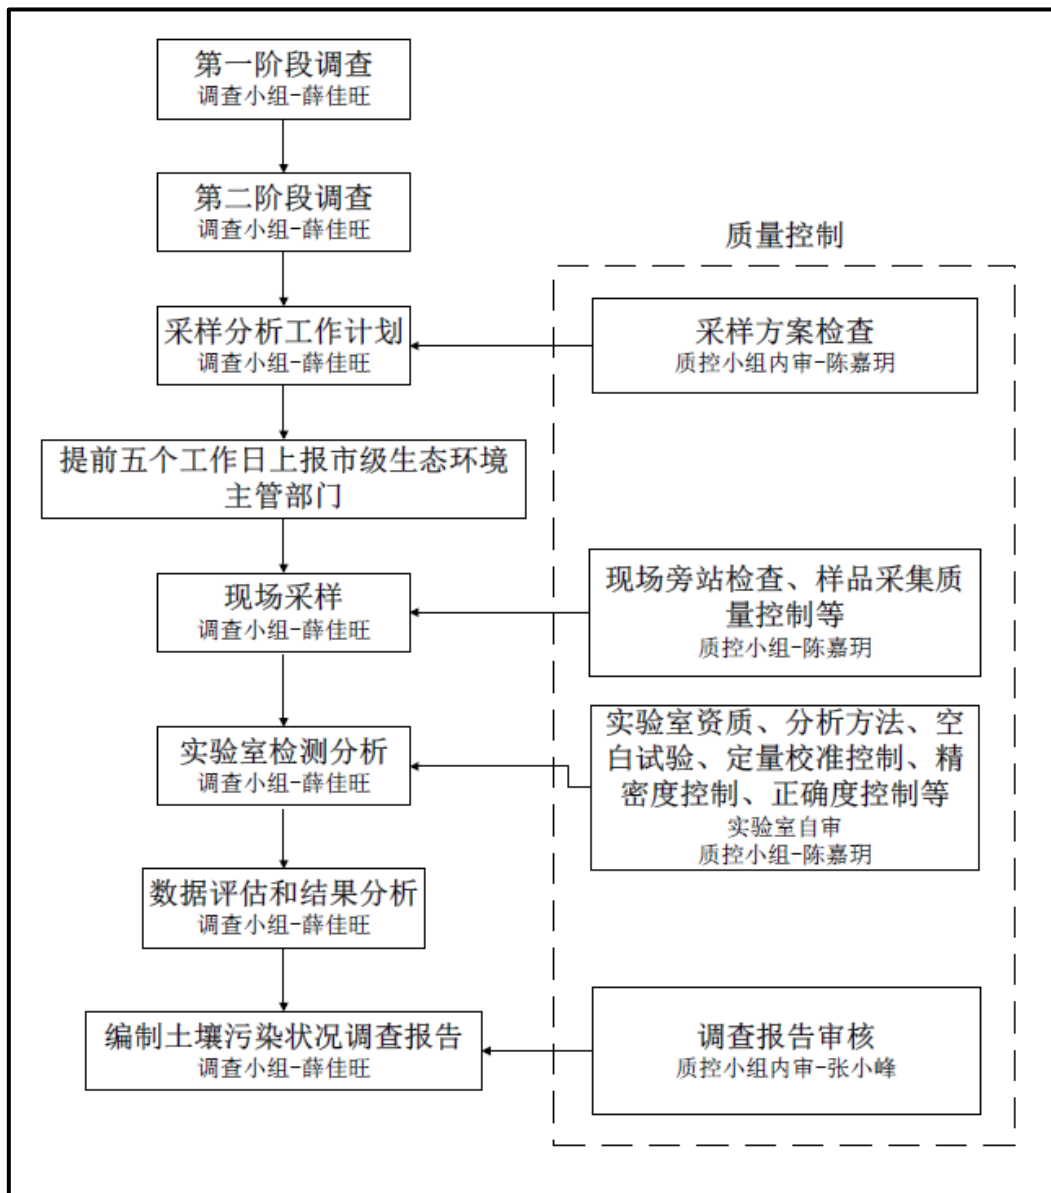 第一阶段调查
调查小组-薛佳旺
第二阶段调查
调查小组-薛佳旺
质量控制
采样分析工作计划
调查小组-薛佳旺
采样方案检查
质控小组内审-陈嘉玥
提前五个工作日上报市级生态环境
主管部门
现场采样
调查小组-薛佳旺
现场旁站检查、样品采集质
量控制等
质控小组-陈嘉玥
实验室检测分析
调查小组-薛佳旺
实验室资质、分析方法、空
白试验、定量校准控制、精
密度控制、正确度控制等
实验室自审
质控小组-陈嘉玥
数据评估和结果分析
调查小组-薛佳旺
编制土壤污染状况调查报告
调查小组-薛佳旺
调查报告审核
质控小组内审-张小峰